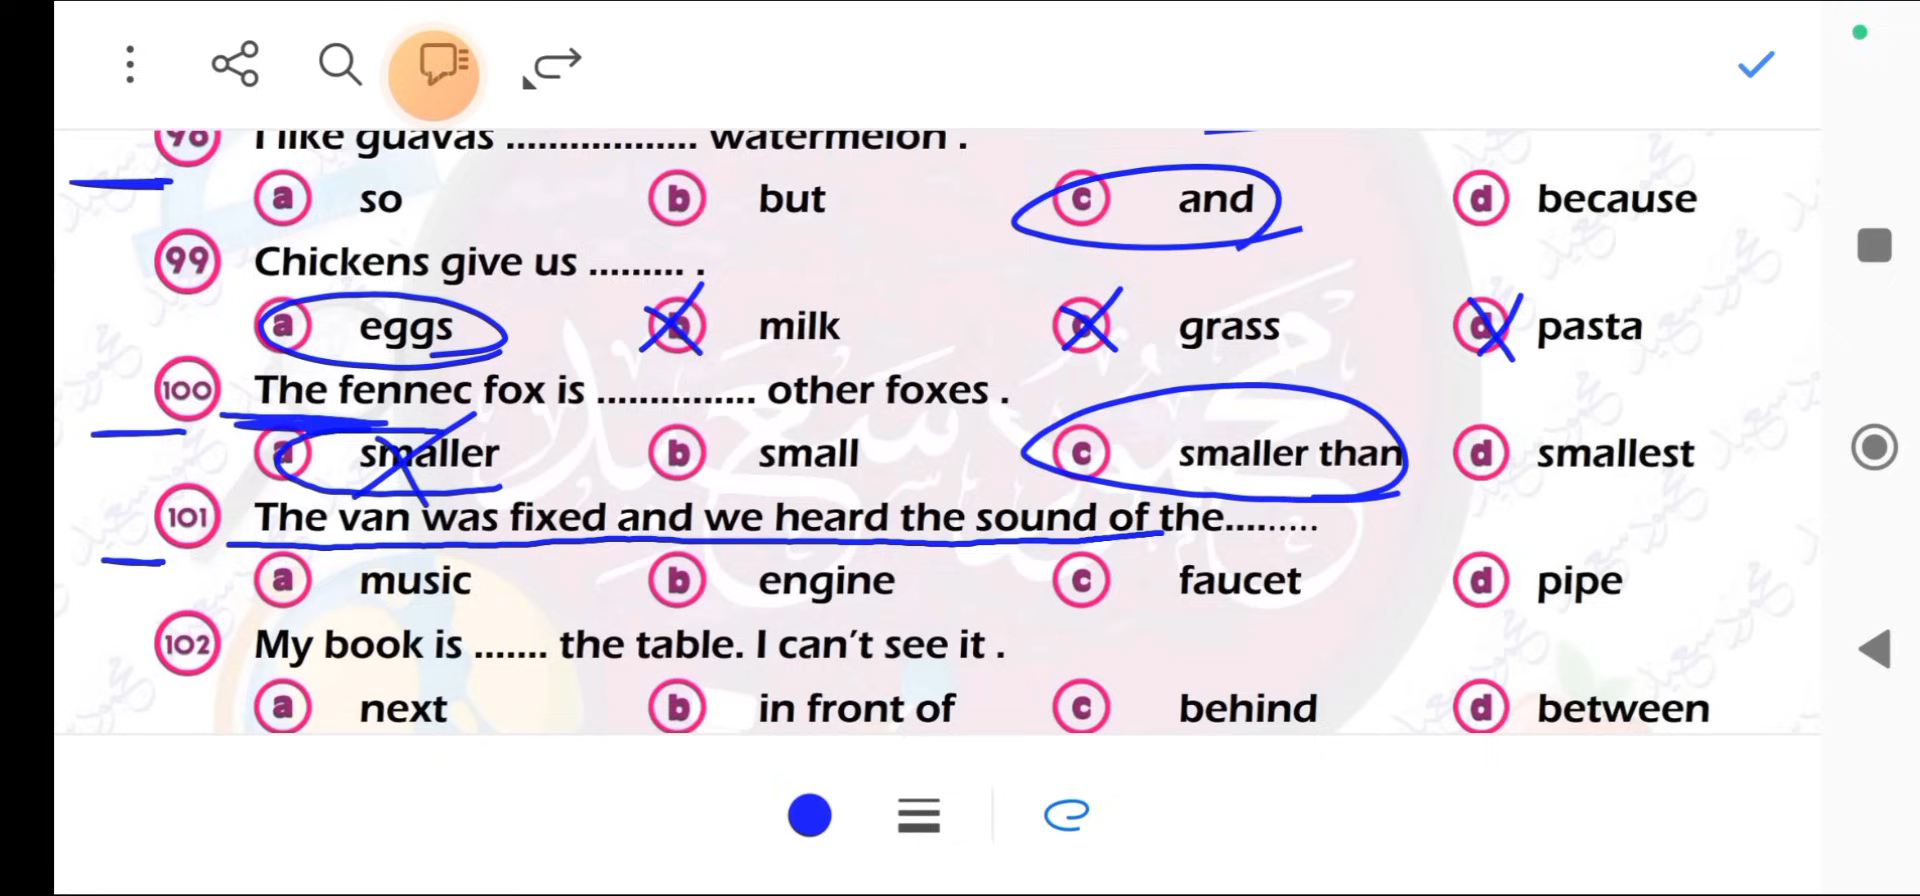 98 I like guavas .................. watermelon .
a so b but c and d because
99 Chickens give us ......... .
a eggs b milk c grass d pasta
100 The fennec fox is ............... other foxes .
a smaller b small c smaller than d smallest
101 The van was fixed and we heard the sound of the.........
a music b engine c faucet d pipe
102 My book is ....... the table. I can't see it .
a next b in front of c behind d between